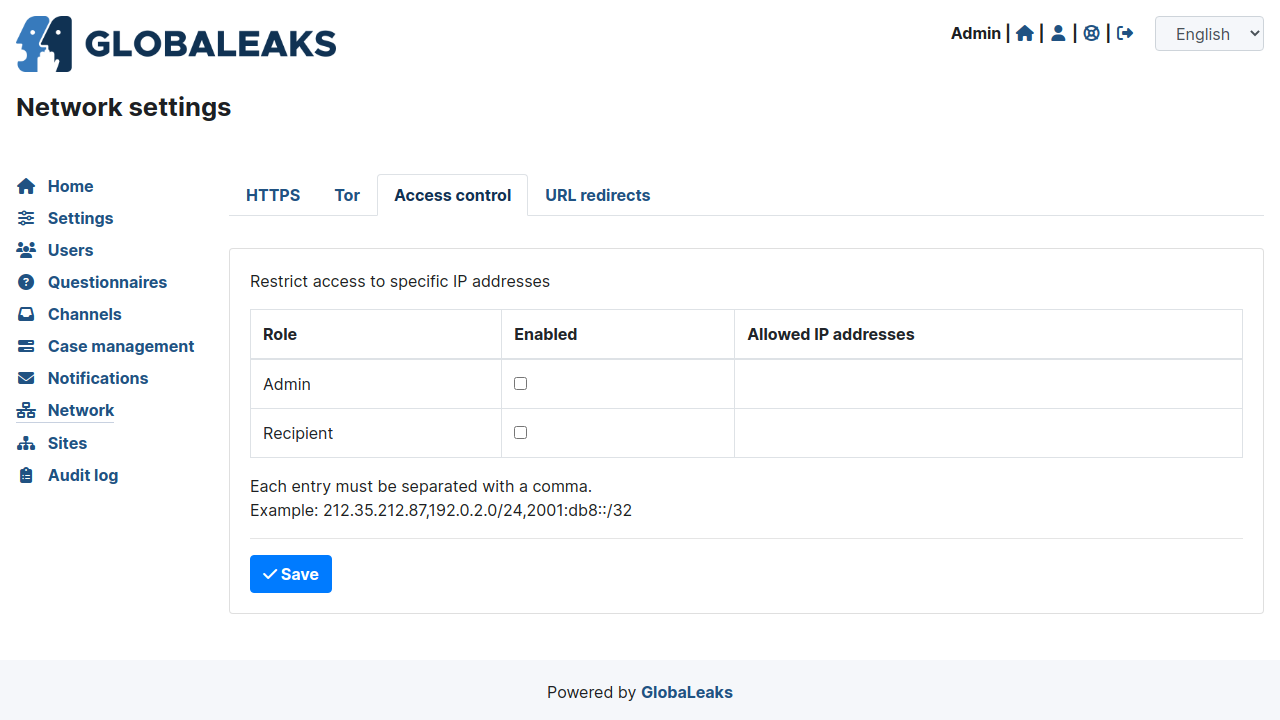 GLOBALEAKS
Admin | | | |
English
Network settings
Home
Settings
Users
Questionnaires
Channels
Case management
Notifications
Network
Sites
Audit log
HTTPS Tor Access control URL redirects
Restrict access to specific IP addresses
Role Enabled Allowed IP addresses
Admin
Recipient
Each entry must be separated with a comma.
Example: 212.35.212.87,192.0.2.0/24,2001:db8::/32
Save
Powered by GlobaLeaks